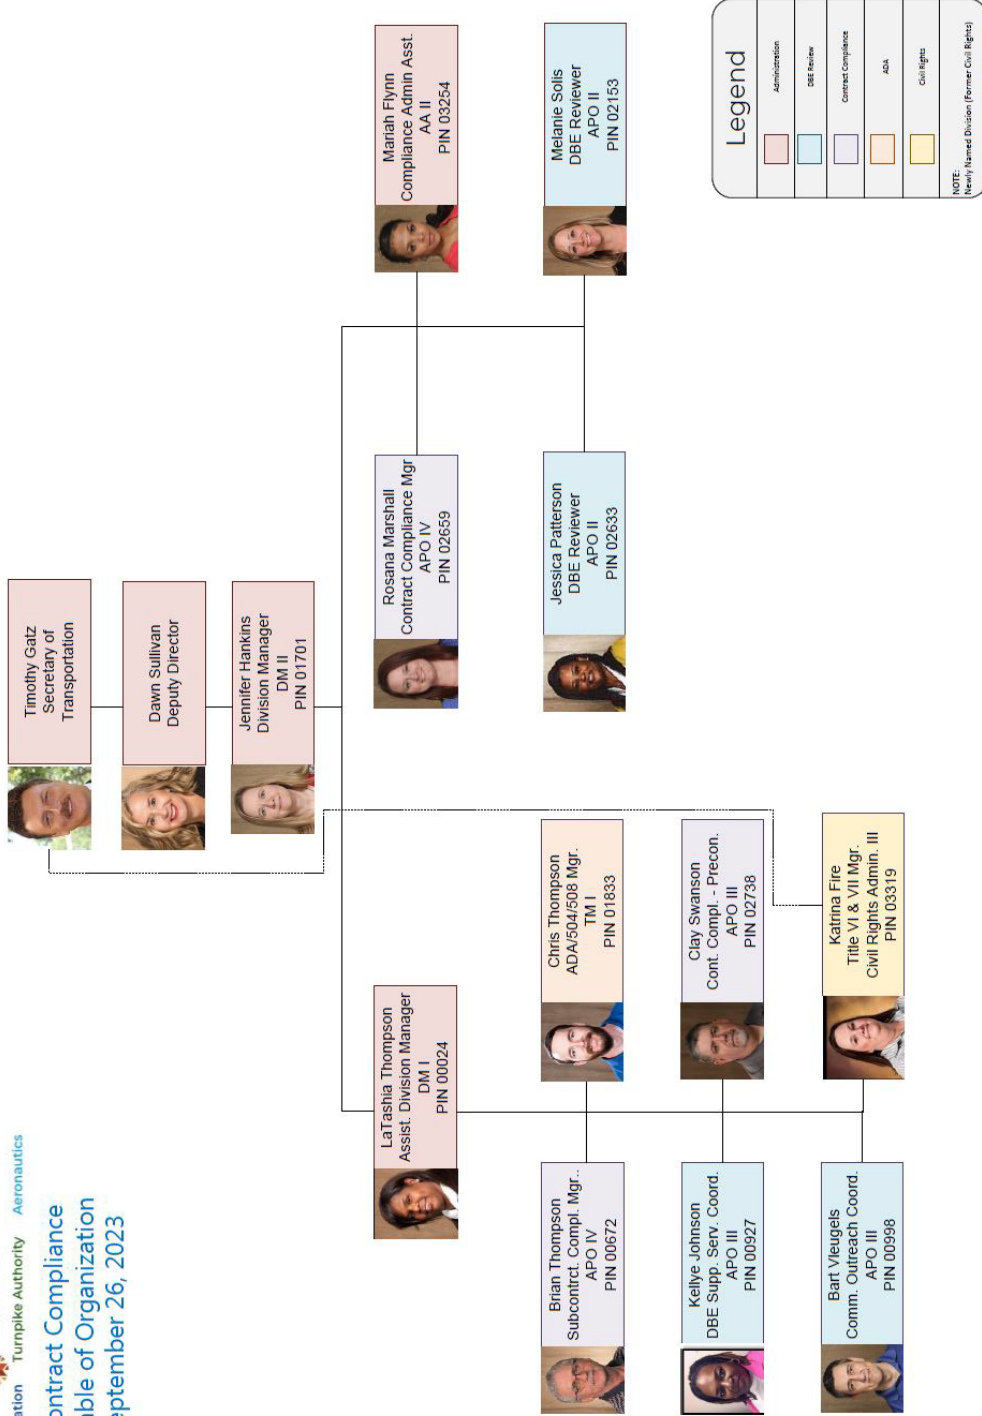 Turnpike Authority
Aeronautics
able of Organization
September 26, 2023
Timothy Gatz
Secretary of
Transportation
Dawn Sullivan
Deputy Director
Jennifer Hankins
Division Manager
DM II
PIN 01701
LaTashia Thompson
Assist. Division Manager
DM I
PIN 00024
Rosana Marshall
Contract Compliance Mgr
APO IV
PIN 02659
Mariah Flynn
Compliance Admin Asst.
AA II
PIN 03254
Brian Thompson
Subcontrct. Compl. Mgr..
APO IV
PIN 00672
Chris Thompson
ADA/504/508 Mgr.
TM I
PIN 01833
Jessica Patterson
DBE Reviewer
APO II
PIN 02633
Melanie Solis
DBE Reviewer
APO II
PIN 02153
Kellye Johnson
DBE Supp. Serv. Coord.
APO III
PIN 00927
Clay Swanson
Cont. Compl. - Precon.
APO III
PIN 02738
Bart Vleugels
Comm. Outreach Coord.
APO III
PIN 00998
Katrina Fire
Title VI & VII Mgr.
Civil Rights Admin. III
PIN 03319
Legend
Administration
DBE Review
Contract Compliance
ADA
Civil Rights
NOTE:
Newly Named Division (Former Civil Rights)